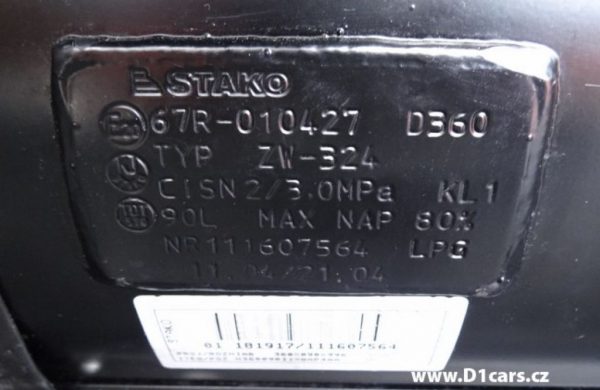 STAKO
67R-010427 D360
TYP ZW-324
CISN 2/3.0MPa KL1
90L MAX NAP 80%
NR111607564 LPG
11.04/21.04
STAKO
01 181917/111607564
www.D1cars.cz